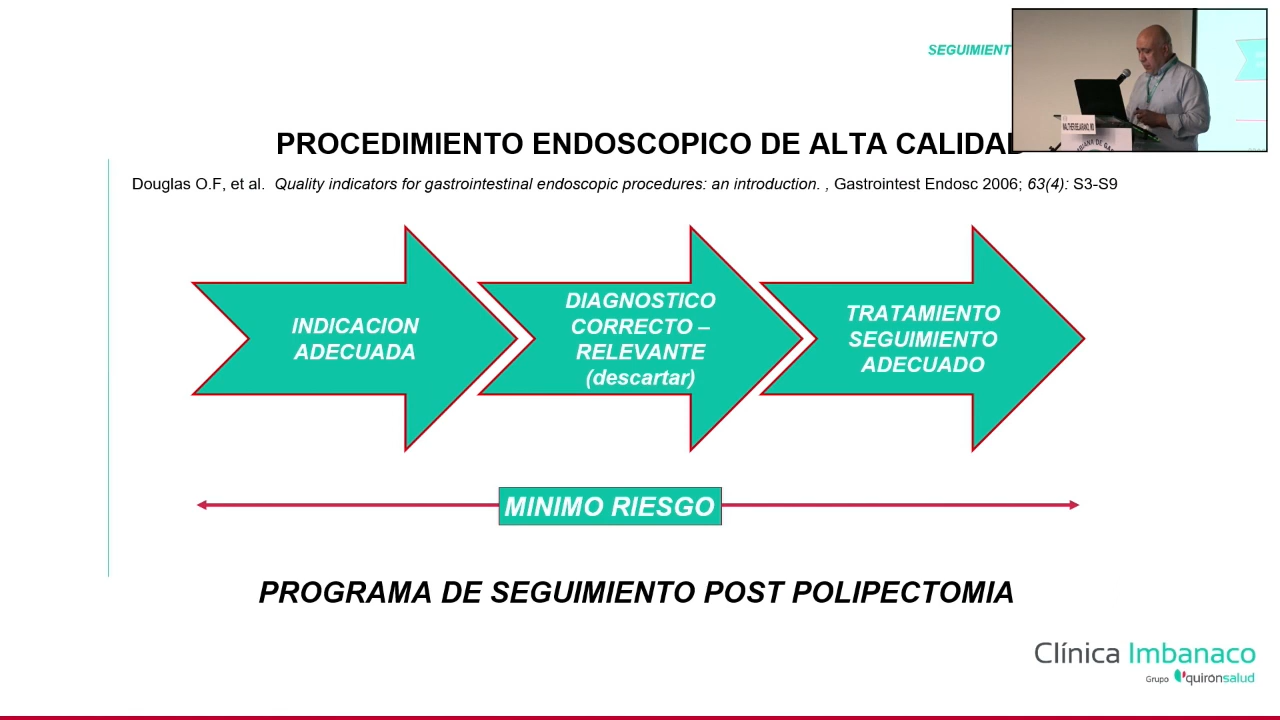 SEGUIMIENT
PROCEDIMIENTO ENDOSCOPICO DE ALTA CALIDAD
Douglas O.F, et al. Quality indicators for gastrointestinal endoscopic procedures: an introduction. , Gastrointest Endosc 2006; 63(4): S3-S9
INDICACION
ADECUADA
DIAGNOSTICO
CORRECTO –
RELEVANTE
(descartar)
TRATAMIENTO
SEGUIMIENTO
ADECUADO
MINIMO RIESGO
PROGRAMA DE SEGUIMIENTO POST POLIPECTOMIA
Clínica Imbanaco
Grupo quirónsalud